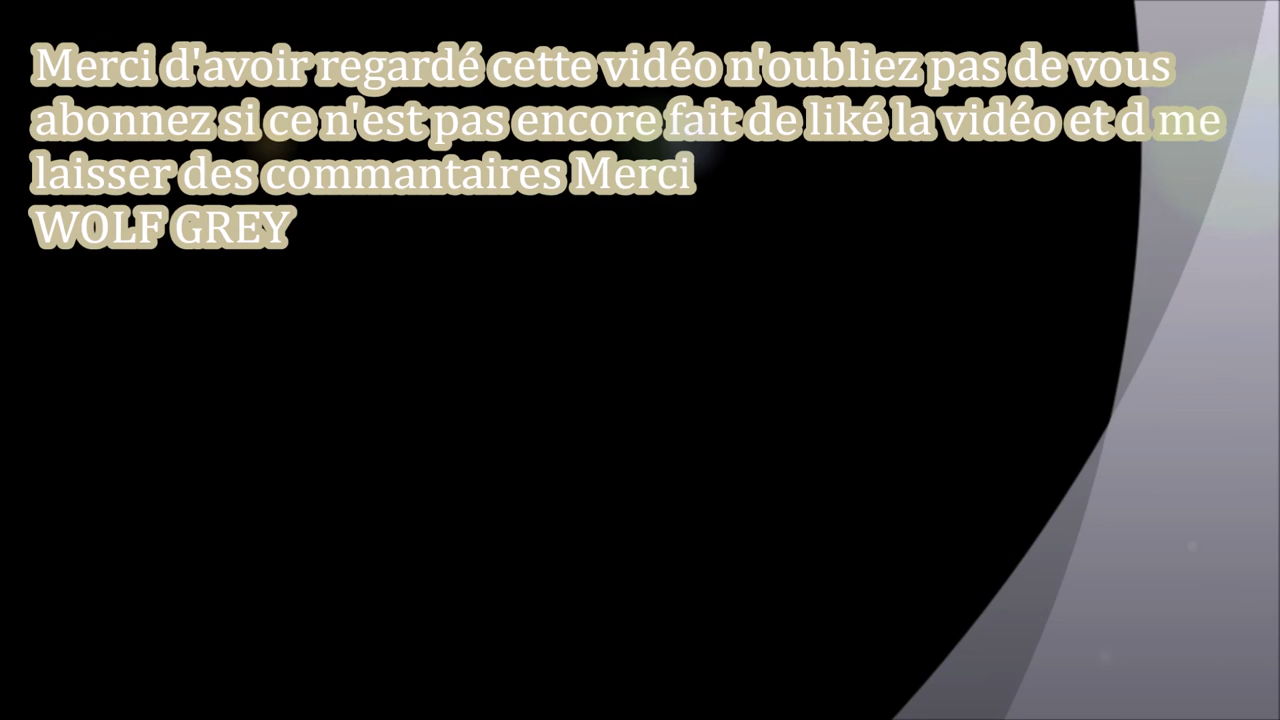 Merci d'avoir regardé cette vidéo n'oubliez pas de vous
abonnez si ce n'est pas encore fait de liké la vidéo et d me
laisser des commantaires Merci
WOLF GREY